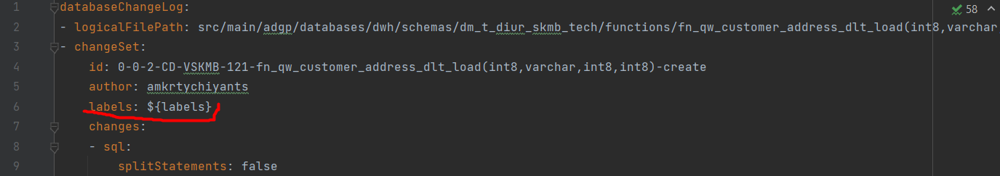 1 databaseChangeLog:
58
2 - logicalFilePath: src/main/adgp/databases/dwh/schemas/dm_t_diur_skmb_tech/functions/fn_qw_customer_address_dlt_load(int8,varchar
3 - changeSet:
4 id: 0-0-2-CD-VSKMB-121-fn_qw_customer_address_dlt_load(int8,varchar,int8,int8)-create
5 author: amkrtychiyants
6 labels: ${labels}
7 changes:
8 - sql:
9 splitStatements: false